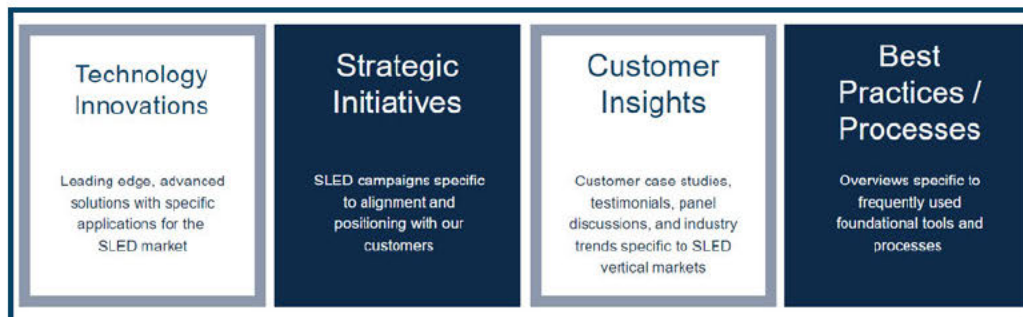 Technology
Innovations
Leading edge, advanced
solutions with specific
applications for the
SLED market
Strategic
Initiatives
SLED campaigns specific
to alignment and
positioning with our
customers
Customer
Insights
Customer case studies,
testimonials, panel
discussions, and industry
trends specific to SLED
vertical markets
Best
Practices /
Processes
Overviews specific to
frequently used
foundational tools and
processes